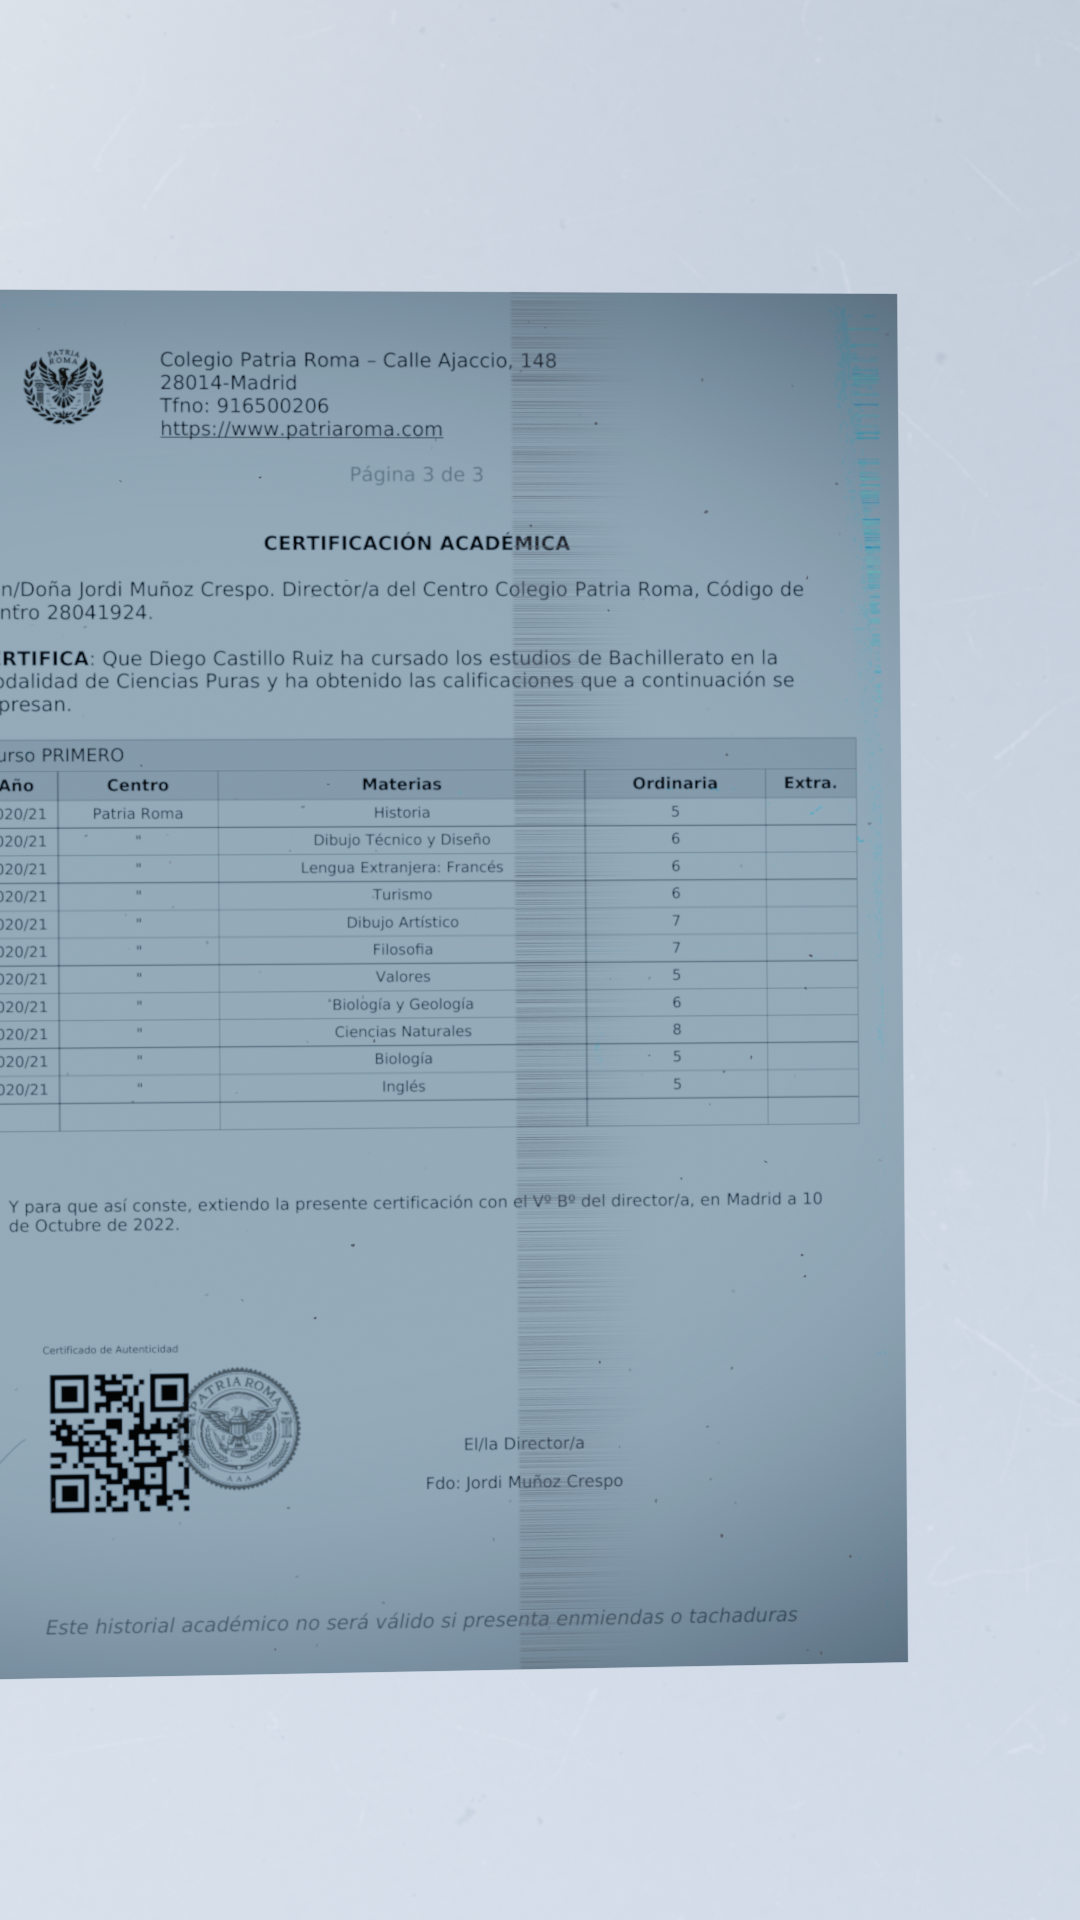 PATRIA
ROMA
Colegio Patria Roma – Calle Ajaccio, 148
28014-Madrid
Tfno: 916500206
https://www.patriaroma.com
Página 3 de 3
CERTIFICACIÓN ACADÉMICA
n/Doña Jordi Muñoz Crespo. Director/a del Centro Colegio Patria Roma, Código de
ntro 28041924.
ERTIFICA: Que Diego Castillo Ruiz ha cursado los estudios de Bachillerato en la
odalidad de Ciencias Puras y ha obtenido las calificaciones que a continuación se
presan.
urso PRIMERO
Año Centro Materias Ordinaria Extra.
020/21 Patria Roma Historia 5
020/21 " Dibujo Técnico y Diseño 6
020/21 " Lengua Extranjera: Francés 6
020/21 " Turismo 6
020/21 " Dibujo Artístico 7
020/21 " Filosofia 7
020/21 " Valores 5
020/21 " Biología y Geología 6
020/21 " Ciencias Naturales 8
020/21 " Biología 5
020/21 " Inglés 5
Y para que así conste, extiendo la presente certificación con el Vº Bº del director/a, en Madrid a 10
de Octubre de 2022.
Certificado de Autenticidad
PATRIA ROMA
A A A
El/la Director/a
Fdo: Jordi Muñoz Crespo
Este historial académico no será válido si presenta enmiendas o tachaduras